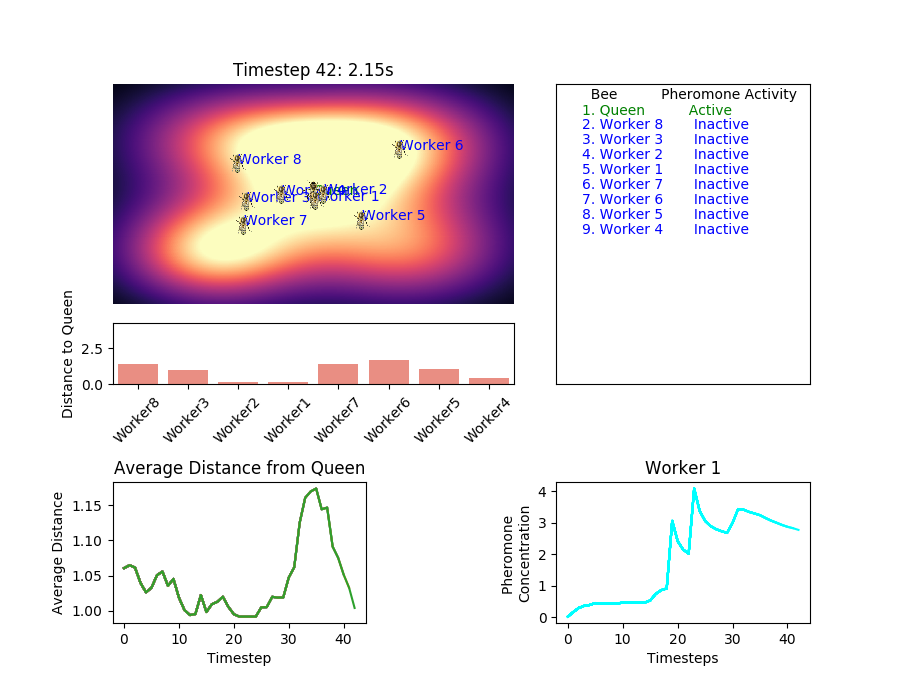 Timestep 42: 2.15s
Worker 6
Worker 8
Worker 2
Worker 3
Worker 1
Worker 5
Worker 7
Bee Pheromone Activity
1. Queen Active
2. Worker 8 Inactive
3. Worker 3 Inactive
4. Worker 2 Inactive
5. Worker 1 Inactive
6. Worker 7 Inactive
7. Worker 6 Inactive
8. Worker 5 Inactive
9. Worker 4 Inactive
Distance to Queen
2.5
0.0
Worker8
Worker3
Worker2
Worker1
Worker7
Worker6
Worker5
Worker4
Average Distance from Queen
Average Distance
1.15
1.10
1.05
1.00
0 10 20 30 40
Timestep
Worker 1
Pheromone
Concentration
4
3
2
1
0
0 10 20 30 40
Timesteps